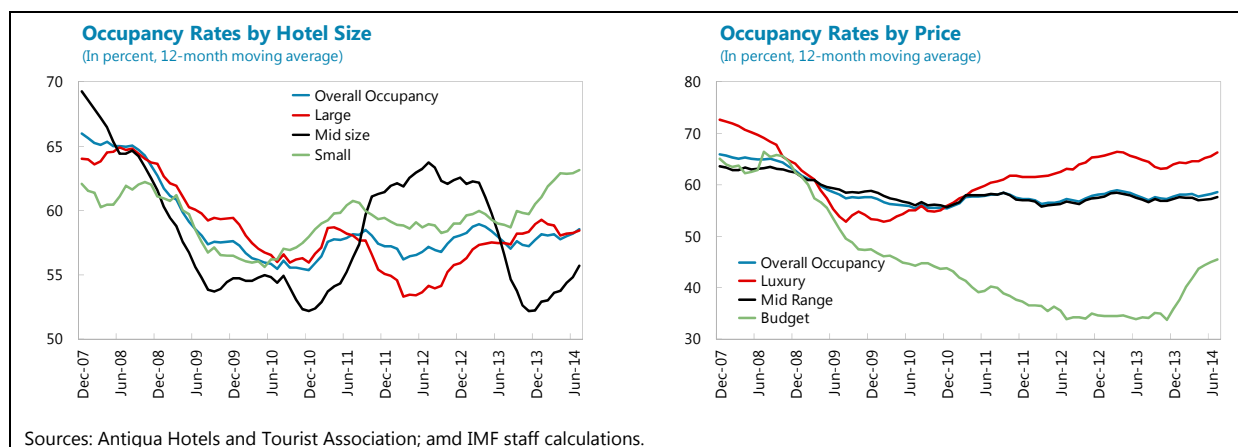 Occupancy Rates by Hotel Size
(In percent, 12-month moving average)
70
65
60
55
50
Overall Occupancy
Large
Mid size
Small
Dec-07
Jun-08
Dec-08
Jun-09
Dec-09
Jun-10
Dec-10
Jun-11
Dec-11
Jun-12
Dec-12
Jun-13
Dec-13
Jun-14
Occupancy Rates by Price
(In percent, 12-month moving average)
80
70
60
50
40
30
Overall Occupancy
Luxury
Mid Range
Budget
Dec-07
Jun-08
Dec-08
Jun-09
Dec-09
Jun-10
Dec-10
Jun-11
Dec-11
Jun-12
Dec-12
Jun-13
Dec-13
Jun-14
Sources: Antigua Hotels and Tourist Association; amd IMF staff calculations.